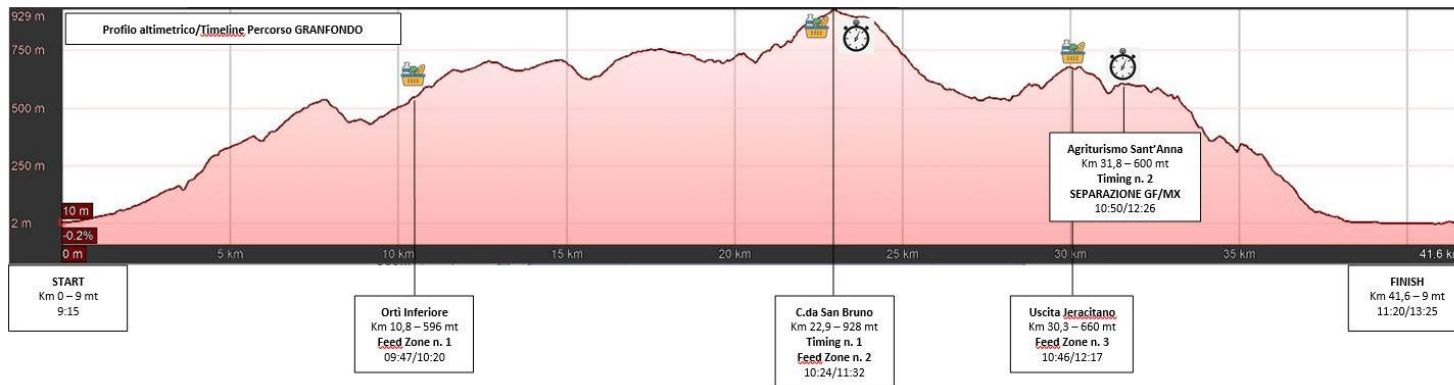 929 m
Profilo altimetrico/Timeline Percorso GRANFONDO
750 m
500 m
250 m
10 m
2 m
-0.2%
0 m
5 km
10 km
15 km
20 km
25 km
30 km
35 km
41.6 km
Agriturismo Sant'Anna
Km 31,8 – 600 mt
Timing n. 2
SEPARAZIONE GF/MX
10:50/12:26
START
Km 0 – 9 mt
9:15
Ortì Inferiore
Km 10,8 – 596 mt
Feed Zone n. 1
09:47/10:20
C.da San Bruno
Km 22,9 – 928 mt
Timing n. 1
Feed Zone n. 2
10:24/11:32
Uscita Jeracitano
Km 30,3 – 660 mt
Feed Zone n. 3
10:46/12:17
FINISH
Km 41,6 – 9 mt
11:20/13:25